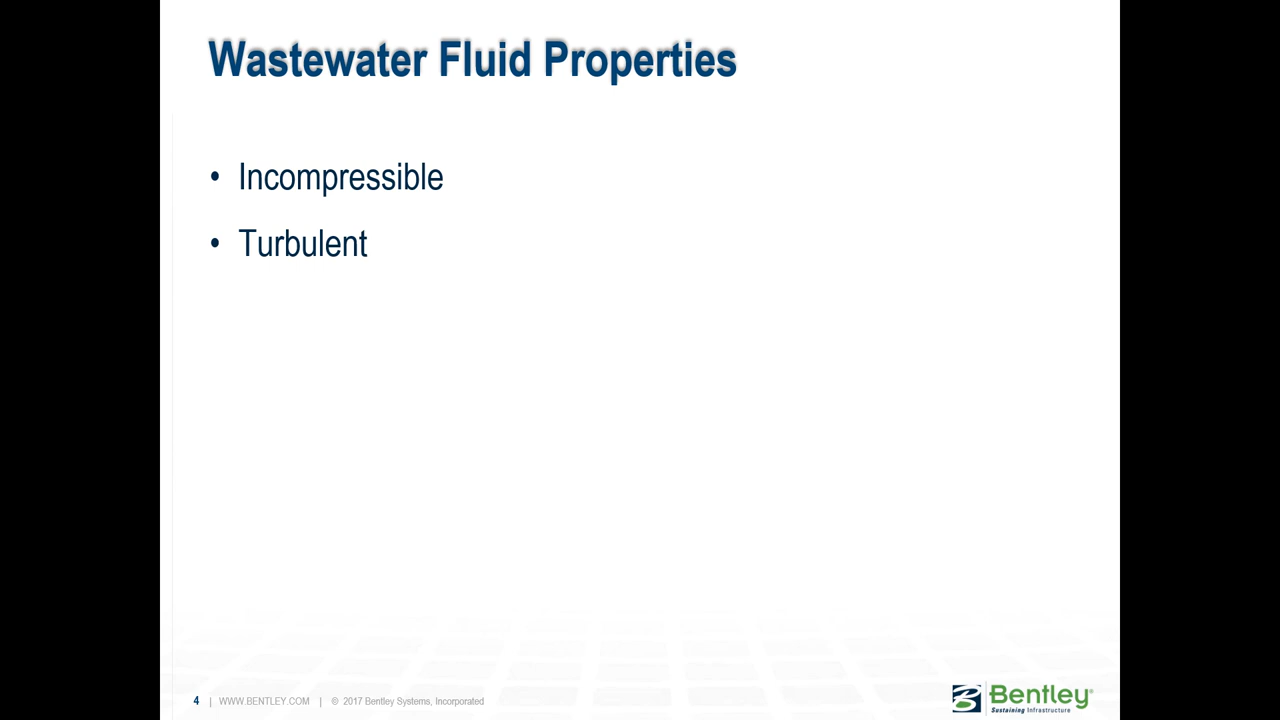 Wastewater Fluid Properties
• Incompressible
• Turbulent
4 | WWW.BENTLEY.COM | © 2017 Bentley Systems, Incorporated
Bentley®
Sustaining Infrastructure